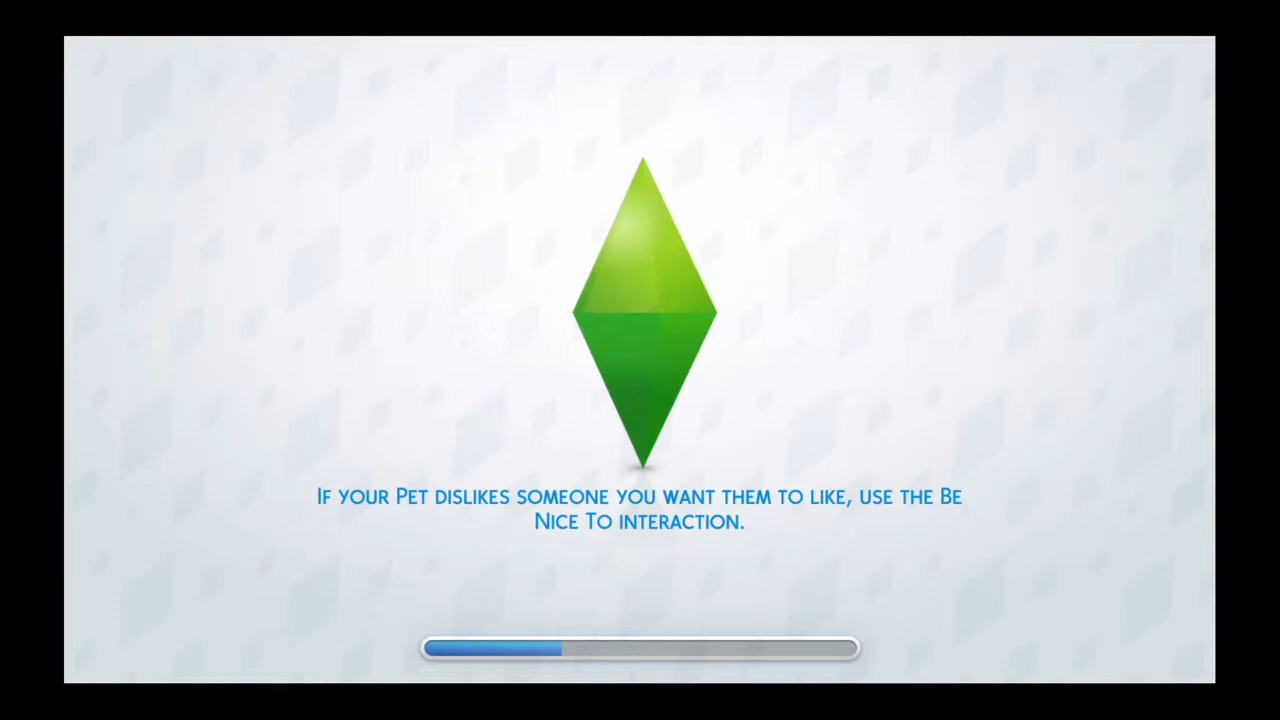 If your Pet dislikes someone you want them to like, use the Be
Nice To interaction.